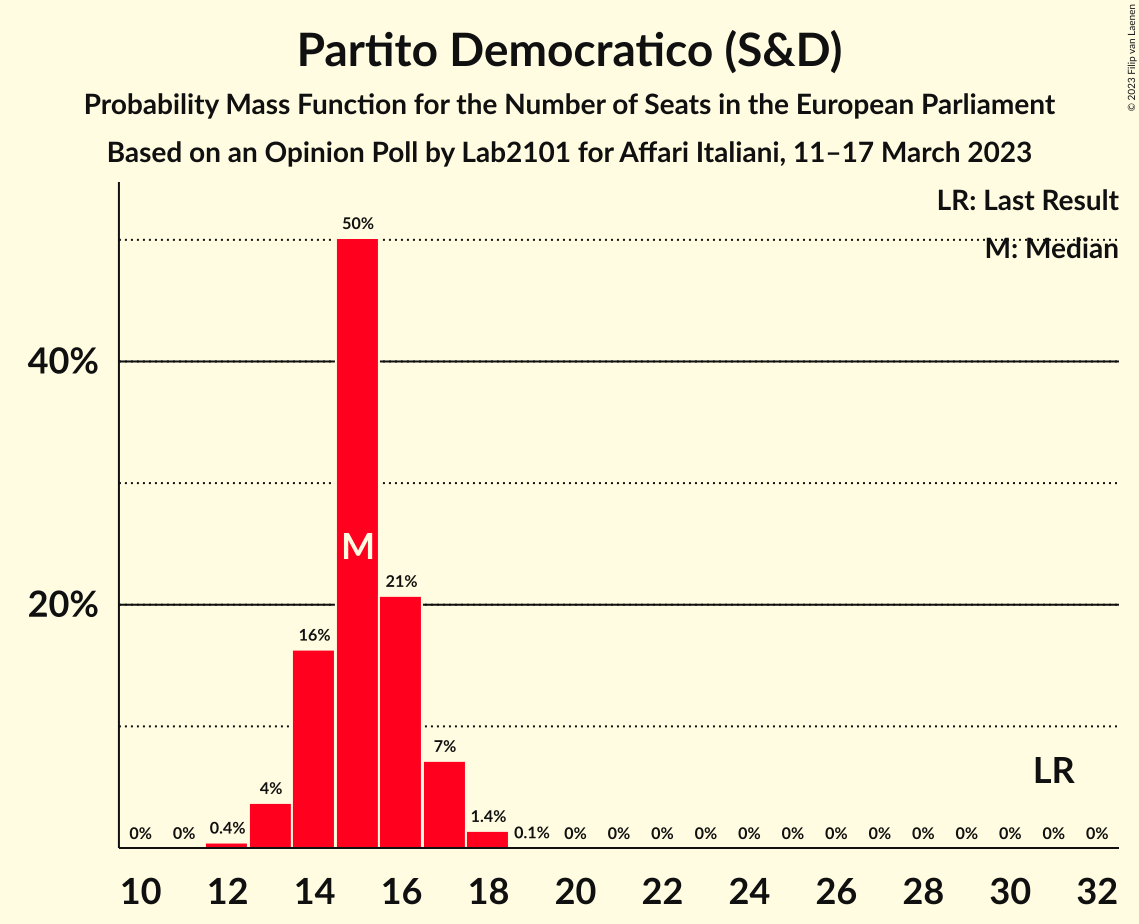 Partito Democratico (S&D)
Probability Mass Function for the Number of Seats in the European Parliament
Based on an Opinion Poll by Lab2101 for Affari Italiani, 11–17 March 2023
© 2023 Filip van Laenen
LR: Last Result
M: Median
40%
20%
0%
0%
0.4%
4%
16%
50%
M
21%
7%
1.4%
0.1%
0%
0%
0%
0%
0%
0%
0%
0%
0%
0%
0%
LR
0%
0%
10 12 14 16 18 20 22 24 26 28 30 32